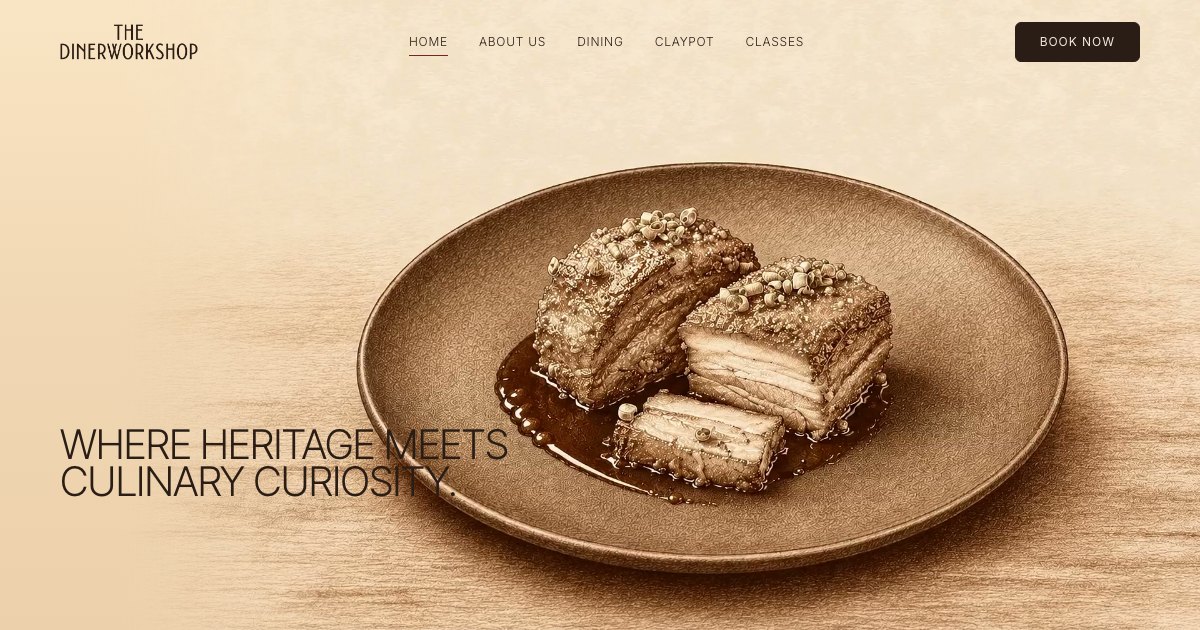 THE
DINERWORKSHOP
HOME
ABOUT US
DINING
CLAYPOT
CLASSES
BOOK NOW
WHERE HERITAGE MEETS
CULINARY CURIOSITY.